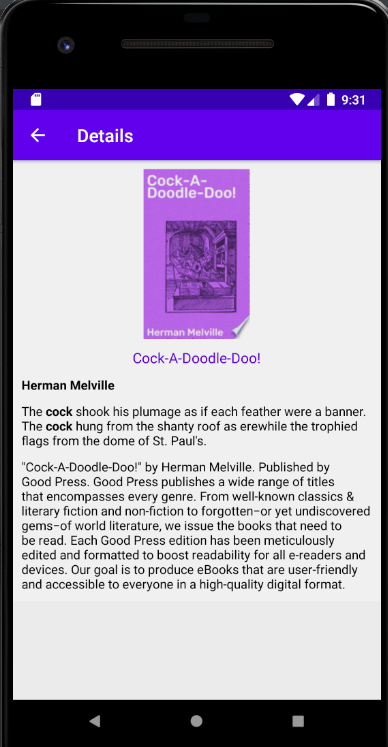 9:31
Details
Cock-A-
Doodle-Doo!
Herman Melville
Cock-A-Doodle-Doo!
Herman Melville
The cock shook his plumage as if each feather were a banner.
The cock hung from the shanty roof as erewhile the trophied
flags from the dome of St. Paul's.
"Cock-A-Doodle-Doo!" by Herman Melville. Published by
Good Press. Good Press publishes a wide range of titles
that encompasses every genre. From well-known classics &
literary fiction and non-fiction to forgotten−or yet undiscovered
gems−of world literature, we issue the books that need to
be read. Each Good Press edition has been meticulously
edited and formatted to boost readability for all e-readers and
devices. Our goal is to produce eBooks that are user-friendly
and accessible to everyone in a high-quality digital format.